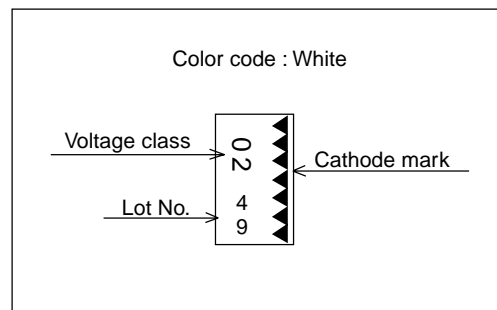 Color code : White
Voltage class
02
Cathode mark
Lot No.
4
9